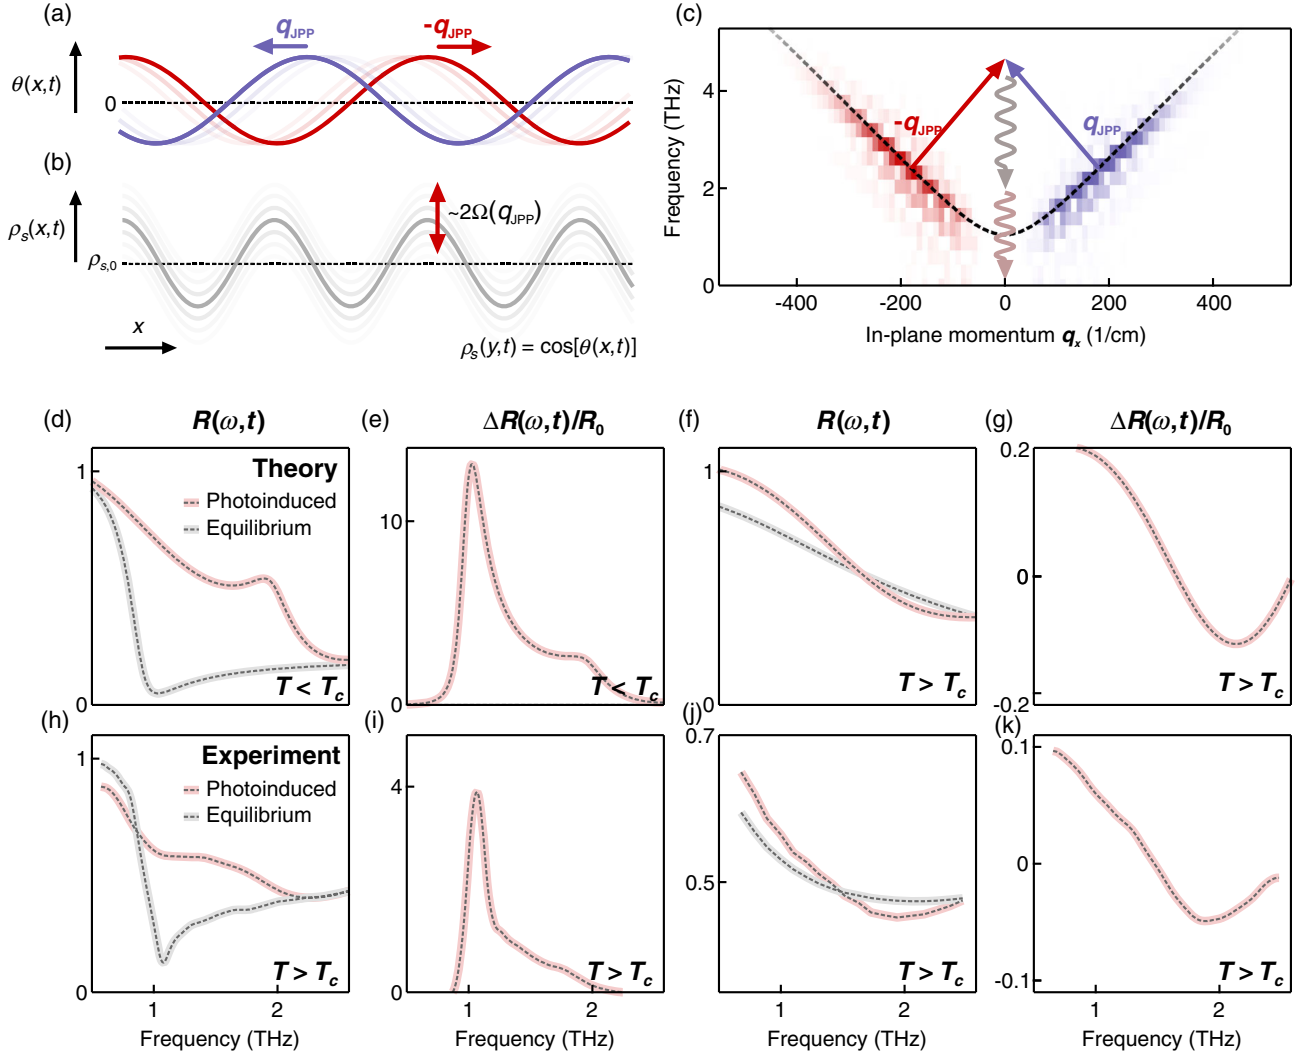 (a)
q_JPP
-q_JPP
θ(x,t)
0
(b)
~2Ω(q_JPP)
ρ_s(x,t)
ρ_s,0
x
ρ_s(y,t) = cos[θ(x,t)]
(c)
Frequency (THz)
4
2
0
-q_JPP
q_JPP
-400
-200
0
200
400
In-plane momentum q_x (1/cm)
(d)
R(ω,t)
1
0
Theory
Photoinduced
Equilibrium
T < T_c
(e)
ΔR(ω,t)/R_0
10
0
T < T_c
(f)
R(ω,t)
1
0
T > T_c
(g)
ΔR(ω,t)/R_0
0.2
0
-0.2
T > T_c
(h)
1
0
Experiment
Photoinduced
Equilibrium
T > T_c
1
2
Frequency (THz)
(i)
4
0
T > T_c
1
2
Frequency (THz)
(j)
0.7
0.5
T > T_c
1
2
Frequency (THz)
(k)
0.1
0
-0.1
T > T_c
1
2
Frequency (THz)